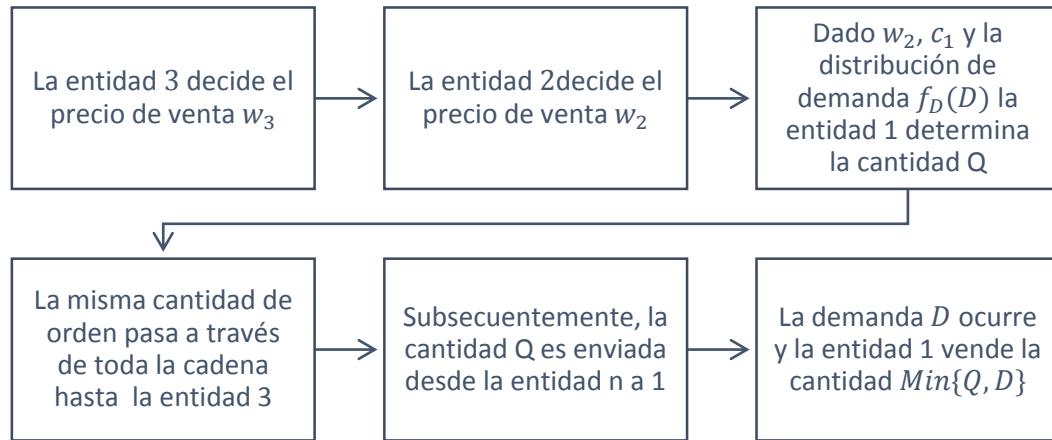 La entidad 3 decide el
precio de venta w₃
La entidad 2decide el
precio de venta w₂
Dado w₂, c₁ y la
distribución de
demanda f_D(D) la
entidad 1 determina
la cantidad Q
La misma cantidad de
orden pasa a través
de toda la cadena
hasta la entidad 3
Subsecuentemente, la
cantidad Q es enviada
desde la entidad n a 1
La demanda D ocurre
y la entidad 1 vende la
cantidad Min{Q, D}